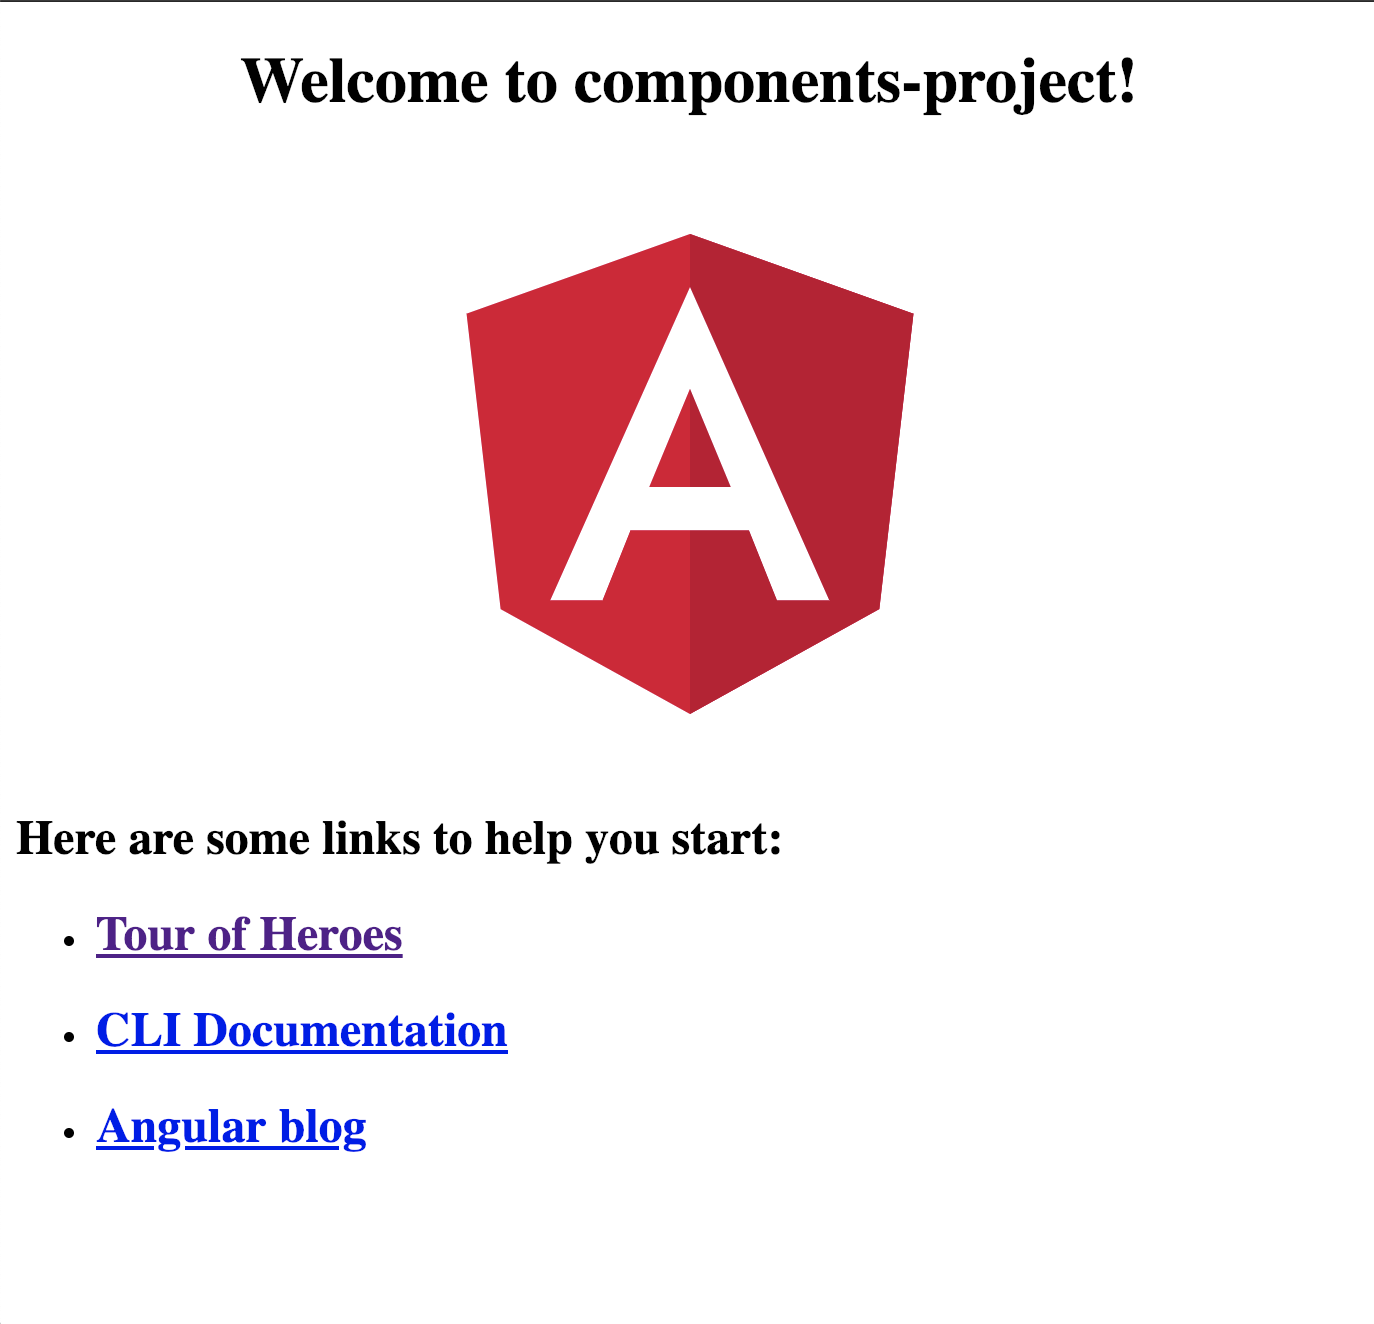 Welcome to components-project!
A
Here are some links to help you start:
Tour of Heroes
CLI Documentation
Angular blog